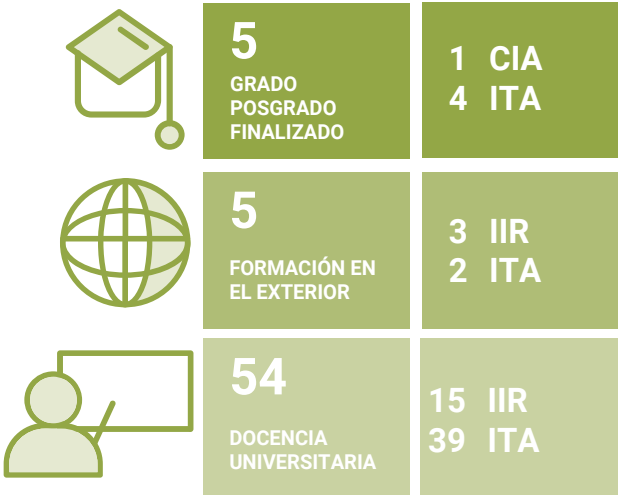 5
GRADO
POSGRADO
FINALIZADO
1 CIA
4 ITA
5
FORMACIÓN EN
EL EXTERIOR
3 IIR
2 ITA
54
DOCENCIA
UNIVERSITARIA
15 IIR
39 ITA